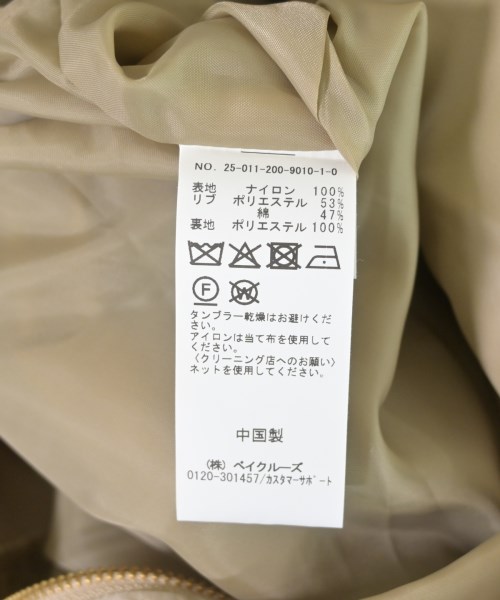 NO. 25-011-200-9010-1-0
表地 ナイロン 100%
リブ ポリエステル 53%
綿 47%
裏地 ポリエステル 100%
F W
タンブラー乾燥はお避けくだ
さい。
アイロンは当て布を使用して
ください。
〈クリーニング店へのお願い〉
ネットを使用してください。
中国製
(株) ベイクルーズ
0120-301457/カスタマーサポート